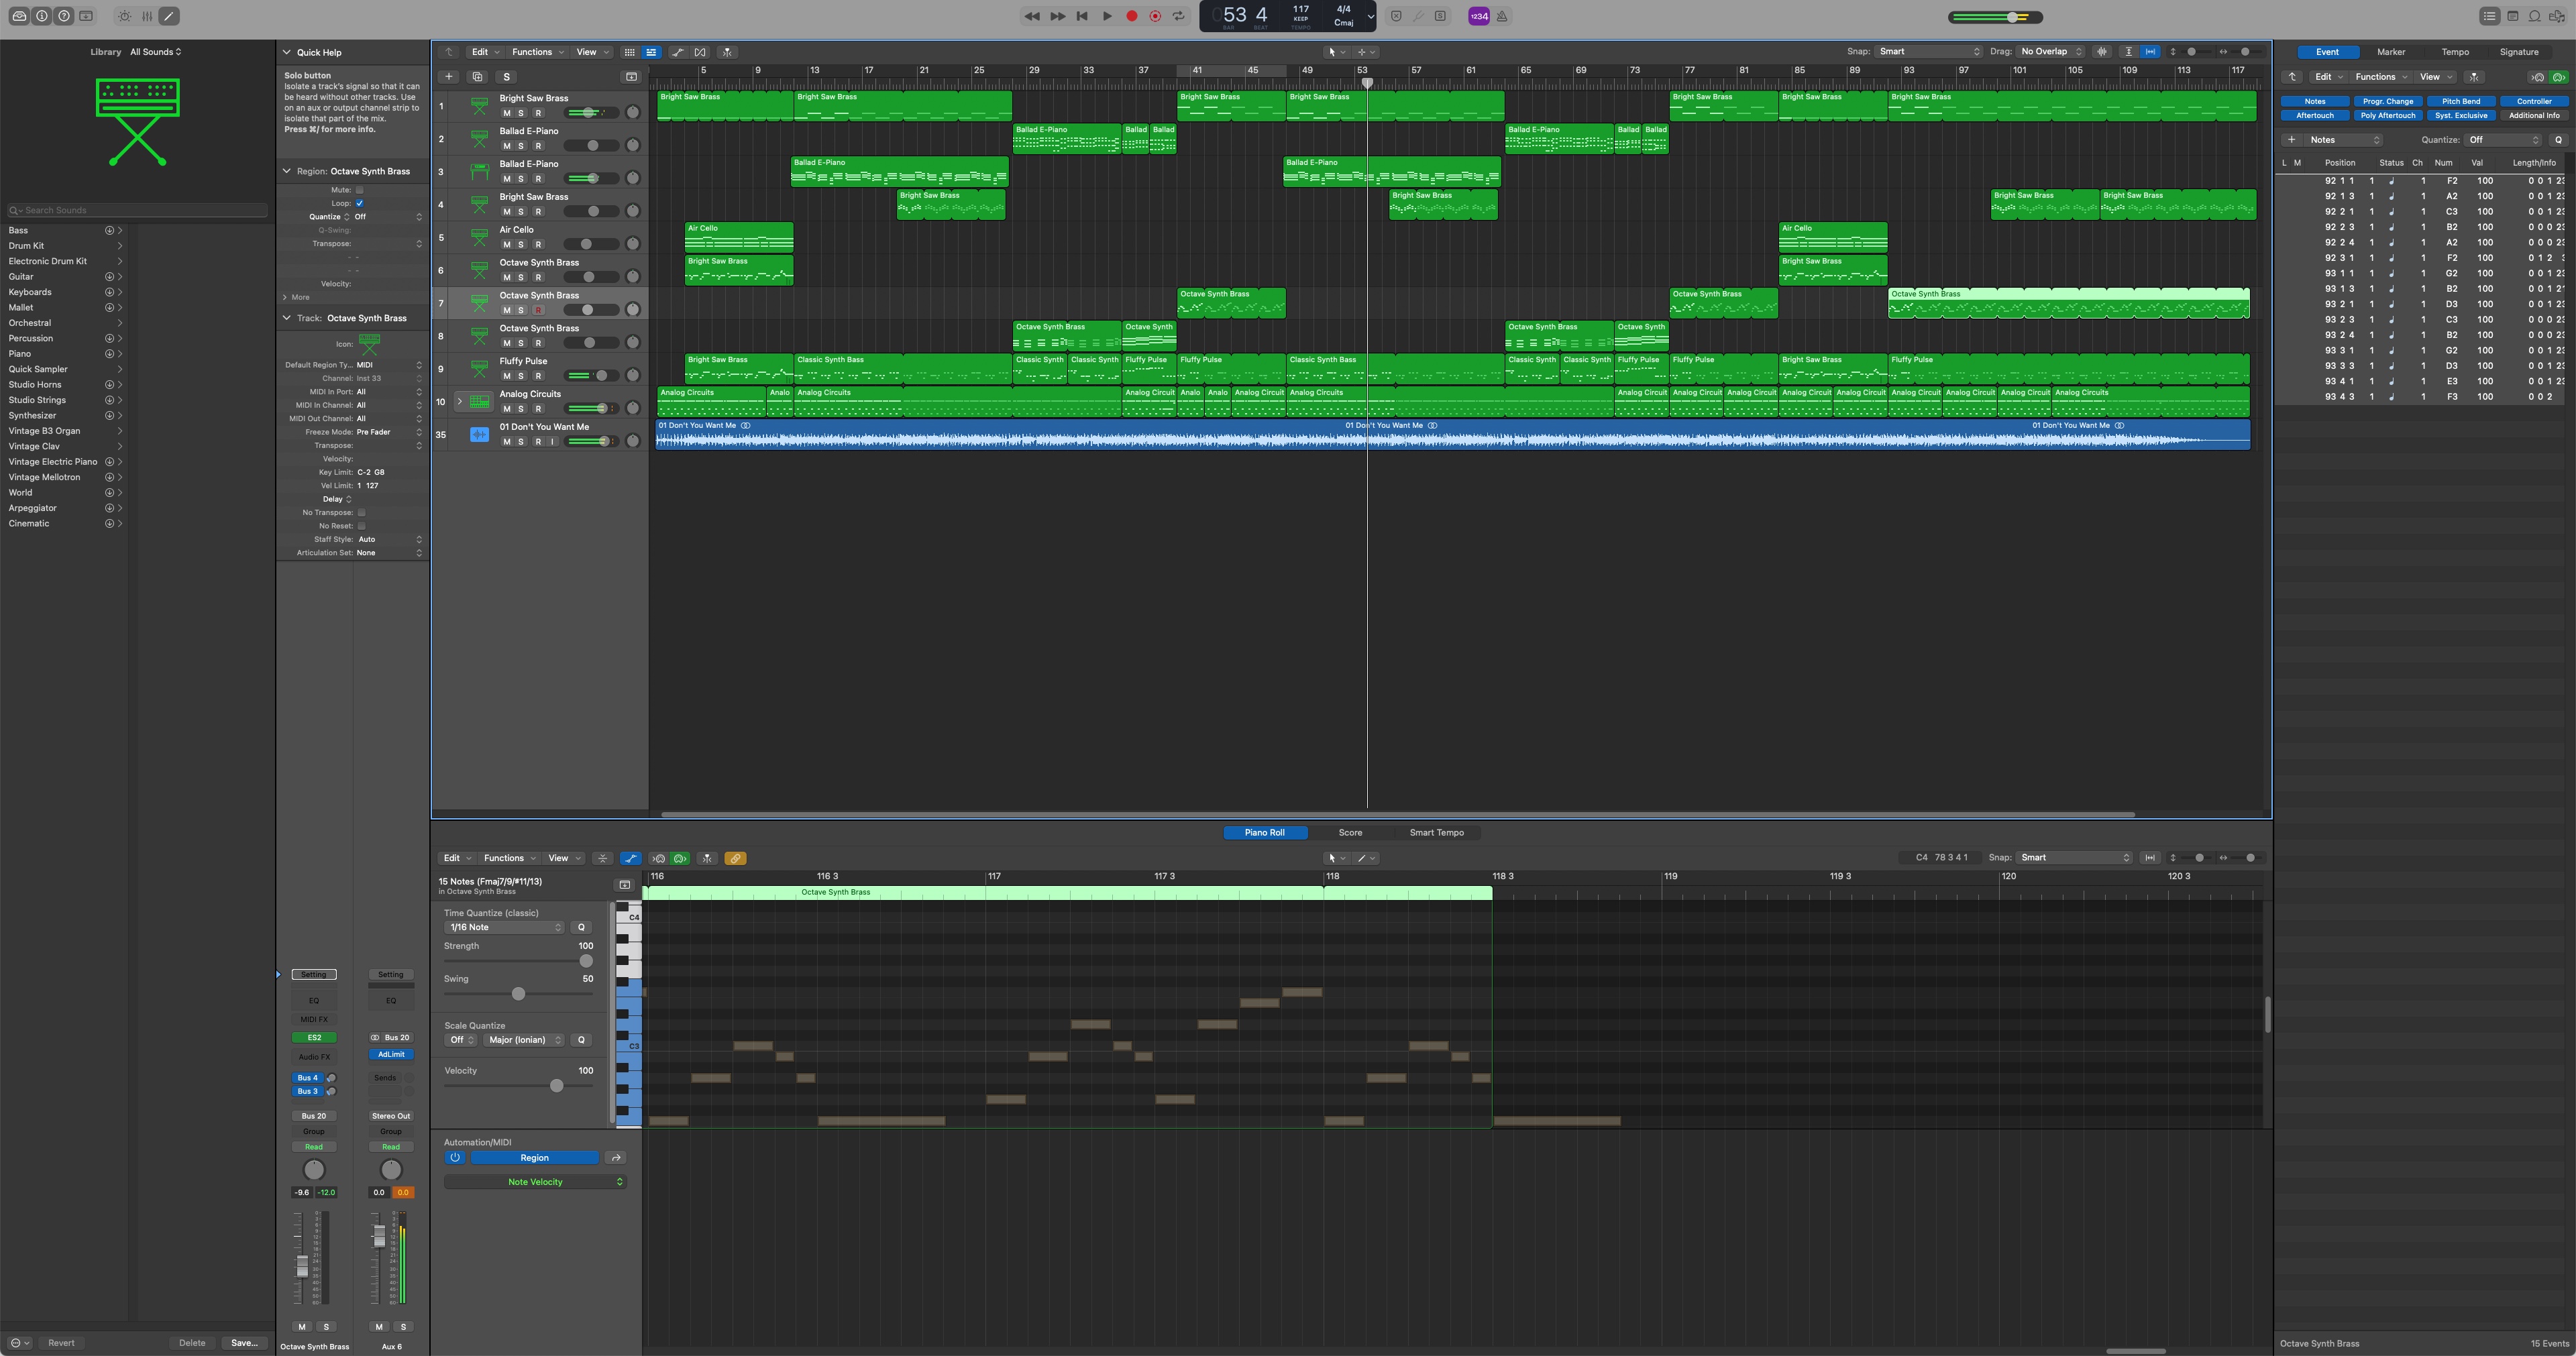 53 4
BAR BEAT
117
KEEP
TEMPO
4/4
Cmaj
1234
Library All Sounds
Search Sounds
Bass
Drum Kit
Electronic Drum Kit
Guitar
Keyboards
Mallet
Orchestral
Percussion
Piano
Quick Sampler
Studio Horns
Studio Strings
Synthesizer
Vintage B3 Organ
Vintage Clav
Vintage Electric Piano
Vintage Mellotron
World
Arpeggiator
Cinematic
Revert Delete Save...
Quick Help
Solo button
Isolate a track's signal so that it can
be heard without other tracks. Use
on an aux or output channel strip to
isolate that part of the mix.
Press ⌘/ for more info.
Region: Octave Synth Brass
Mute:
Loop:
Quantize Off
Q-Swing:
Transpose:
Velocity:
More
Track: Octave Synth Brass
Icon:
Default Region Ty... MIDI
Channel: Inst 33
MIDI In Port: All
MIDI In Channel: All
MIDI Out Channel: All
Freeze Mode: Pre Fader
Transpose:
Velocity:
Key Limit: C-2 G8
Vel Limit: 1 127
Delay
No Transpose:
No Reset:
Staff Style: Auto
Articulation Set: None
Setting Setting
EQ EQ
MIDI FX
ES2 Bus 20
Audio FX AdLimit
Bus 4 Sends
Bus 3
Bus 20 Stereo Out
Group Group
Read Read
-9.6 -12.0 0.0 0.0
M S M S
Octave Synth Brass Aux 6
Edit Functions View
Snap: Smart Drag: No Overlap
S
5 9 13 17 21 25 29 33 37 41 45 49 53 57 61 65 69 73 77 81 85 89 93 97 101 105 109 113 117
1 Bright Saw Brass
M S R
Bright Saw Brass Bright Saw Brass Bright Saw Brass Bright Saw Brass Bright Saw Brass Bright Saw Brass Bright Saw Brass
2 Ballad E-Piano
M S R
Ballad E-Piano Ballad Ballad Ballad E-Piano Ballad Ballad
3 Ballad E-Piano
M S R
Ballad E-Piano Ballad E-Piano
4 Bright Saw Brass
M S R
Bright Saw Brass Bright Saw Brass Bright Saw Brass Bright Saw Brass
5 Air Cello
M S R
Air Cello Air Cello
6 Octave Synth Brass
M S R
Bright Saw Brass Bright Saw Brass
7 Octave Synth Brass
M S R
Octave Synth Brass Octave Synth Brass Octave Synth Brass
8 Octave Synth Brass
M S R
Octave Synth Brass Octave Synth Octave Synth Brass Octave Synth
9 Fluffy Pulse
M S R
Bright Saw Brass Classic Synth Bass Classic Synth Classic Synth Fluffy Pulse Fluffy Pulse Classic Synth Bass Classic Synth Classic Synth Fluffy Pulse Fluffy Pulse Bright Saw Brass Fluffy Pulse
10 Analog Circuits
M S R
Analog Circuits Analo Analog Circuits Analog Circuit Analo Analo Analog Circuit Analog Circuits Analog Circuit Analog Circuit Analog Circuit Analog Circuit Analog Circuit Analog Circuit Analog Circuit Analog Circuit Analog Circuits
35 01 Don't You Want Me
M S R I
01 Don't You Want Me 01 Don't You Want Me 01 Don't You Want Me
Piano Roll Score Smart Tempo
Edit Functions View
C4 78 3 4 1 Snap: Smart
15 Notes (Fmaj7/9/#11/13)
in Octave Synth Brass
116 116 3 117 117 3 118 118 3 119 119 3 120 120 3
Octave Synth Brass
Time Quantize (classic)
1/16 Note Q
Strength 100
Swing 50
Scale Quantize
Off Major (Ionian) Q
Velocity 100
C4
C3
Automation/MIDI
Region
Note Velocity
Event Marker Tempo Signature
Edit Functions View
Notes Progr. Change Pitch Bend Controller
Aftertouch Poly Aftertouch Syst. Exclusive Additional Info
Notes Quantize: Off Q
L M Position Status Ch Num Val Length/Info
92 1 1 1 1 F2 100 0 0 1 23
92 1 3 1 1 A2 100 0 0 1 23
92 2 1 1 1 C3 100 0 0 1 23
92 2 3 1 1 B2 100 0 0 0 23
92 2 4 1 1 A2 100 0 0 0 23
92 3 1 1 1 F2 100 0 1 2
93 1 1 1 1 G2 100 0 0 1 23
93 1 3 1 1 B2 100 0 0 1 21
93 2 1 1 1 D3 100 0 0 1 23
93 2 3 1 1 C3 100 0 0 0 23
93 2 4 1 1 B2 100 0 0 0 23
93 3 1 1 1 G2 100 0 0 1 23
93 3 3 1 1 D3 100 0 0 1 23
93 4 1 1 1 E3 100 0 0 1 23
93 4 3 1 1 F3 100 0 0 2
Octave Synth Brass 15 Events